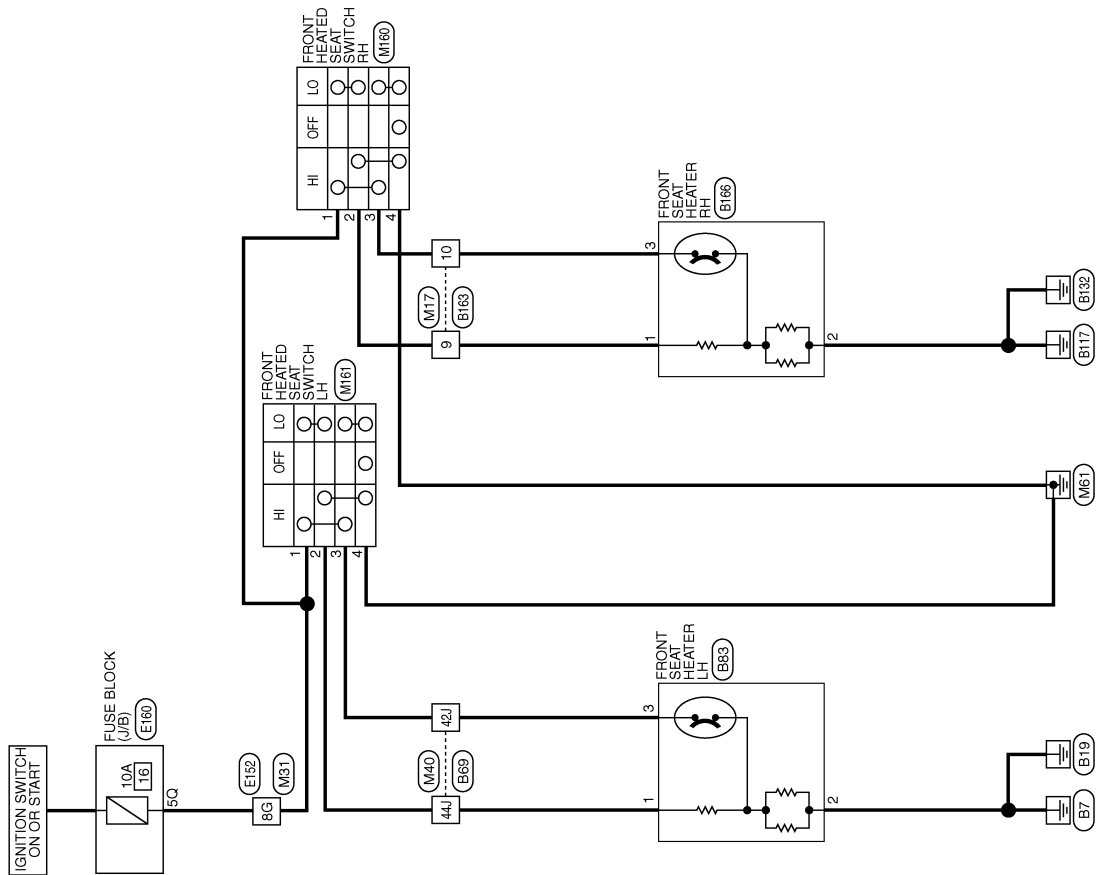 FRONT
HEATED
SEAT
SWITCH
RH
M160
LO
OFF
HI
1
2
3
4
FRONT
SEAT
HEATER
RH
B166
3
10
M17
B163
9
1
2
B132
B117
FRONT
HEATED
SEAT
SWITCH
LH
M161
LO
OFF
HI
1
2
3
4
M61
FRONT
SEAT
HEATER
LH
B83
3
42J
M40
B69
44J
1
2
B19
B7
IGNITION SWITCH
ON OR START
FUSE BLOCK
(J/B)
E160
10A
16
5Q
E152
M31
8G